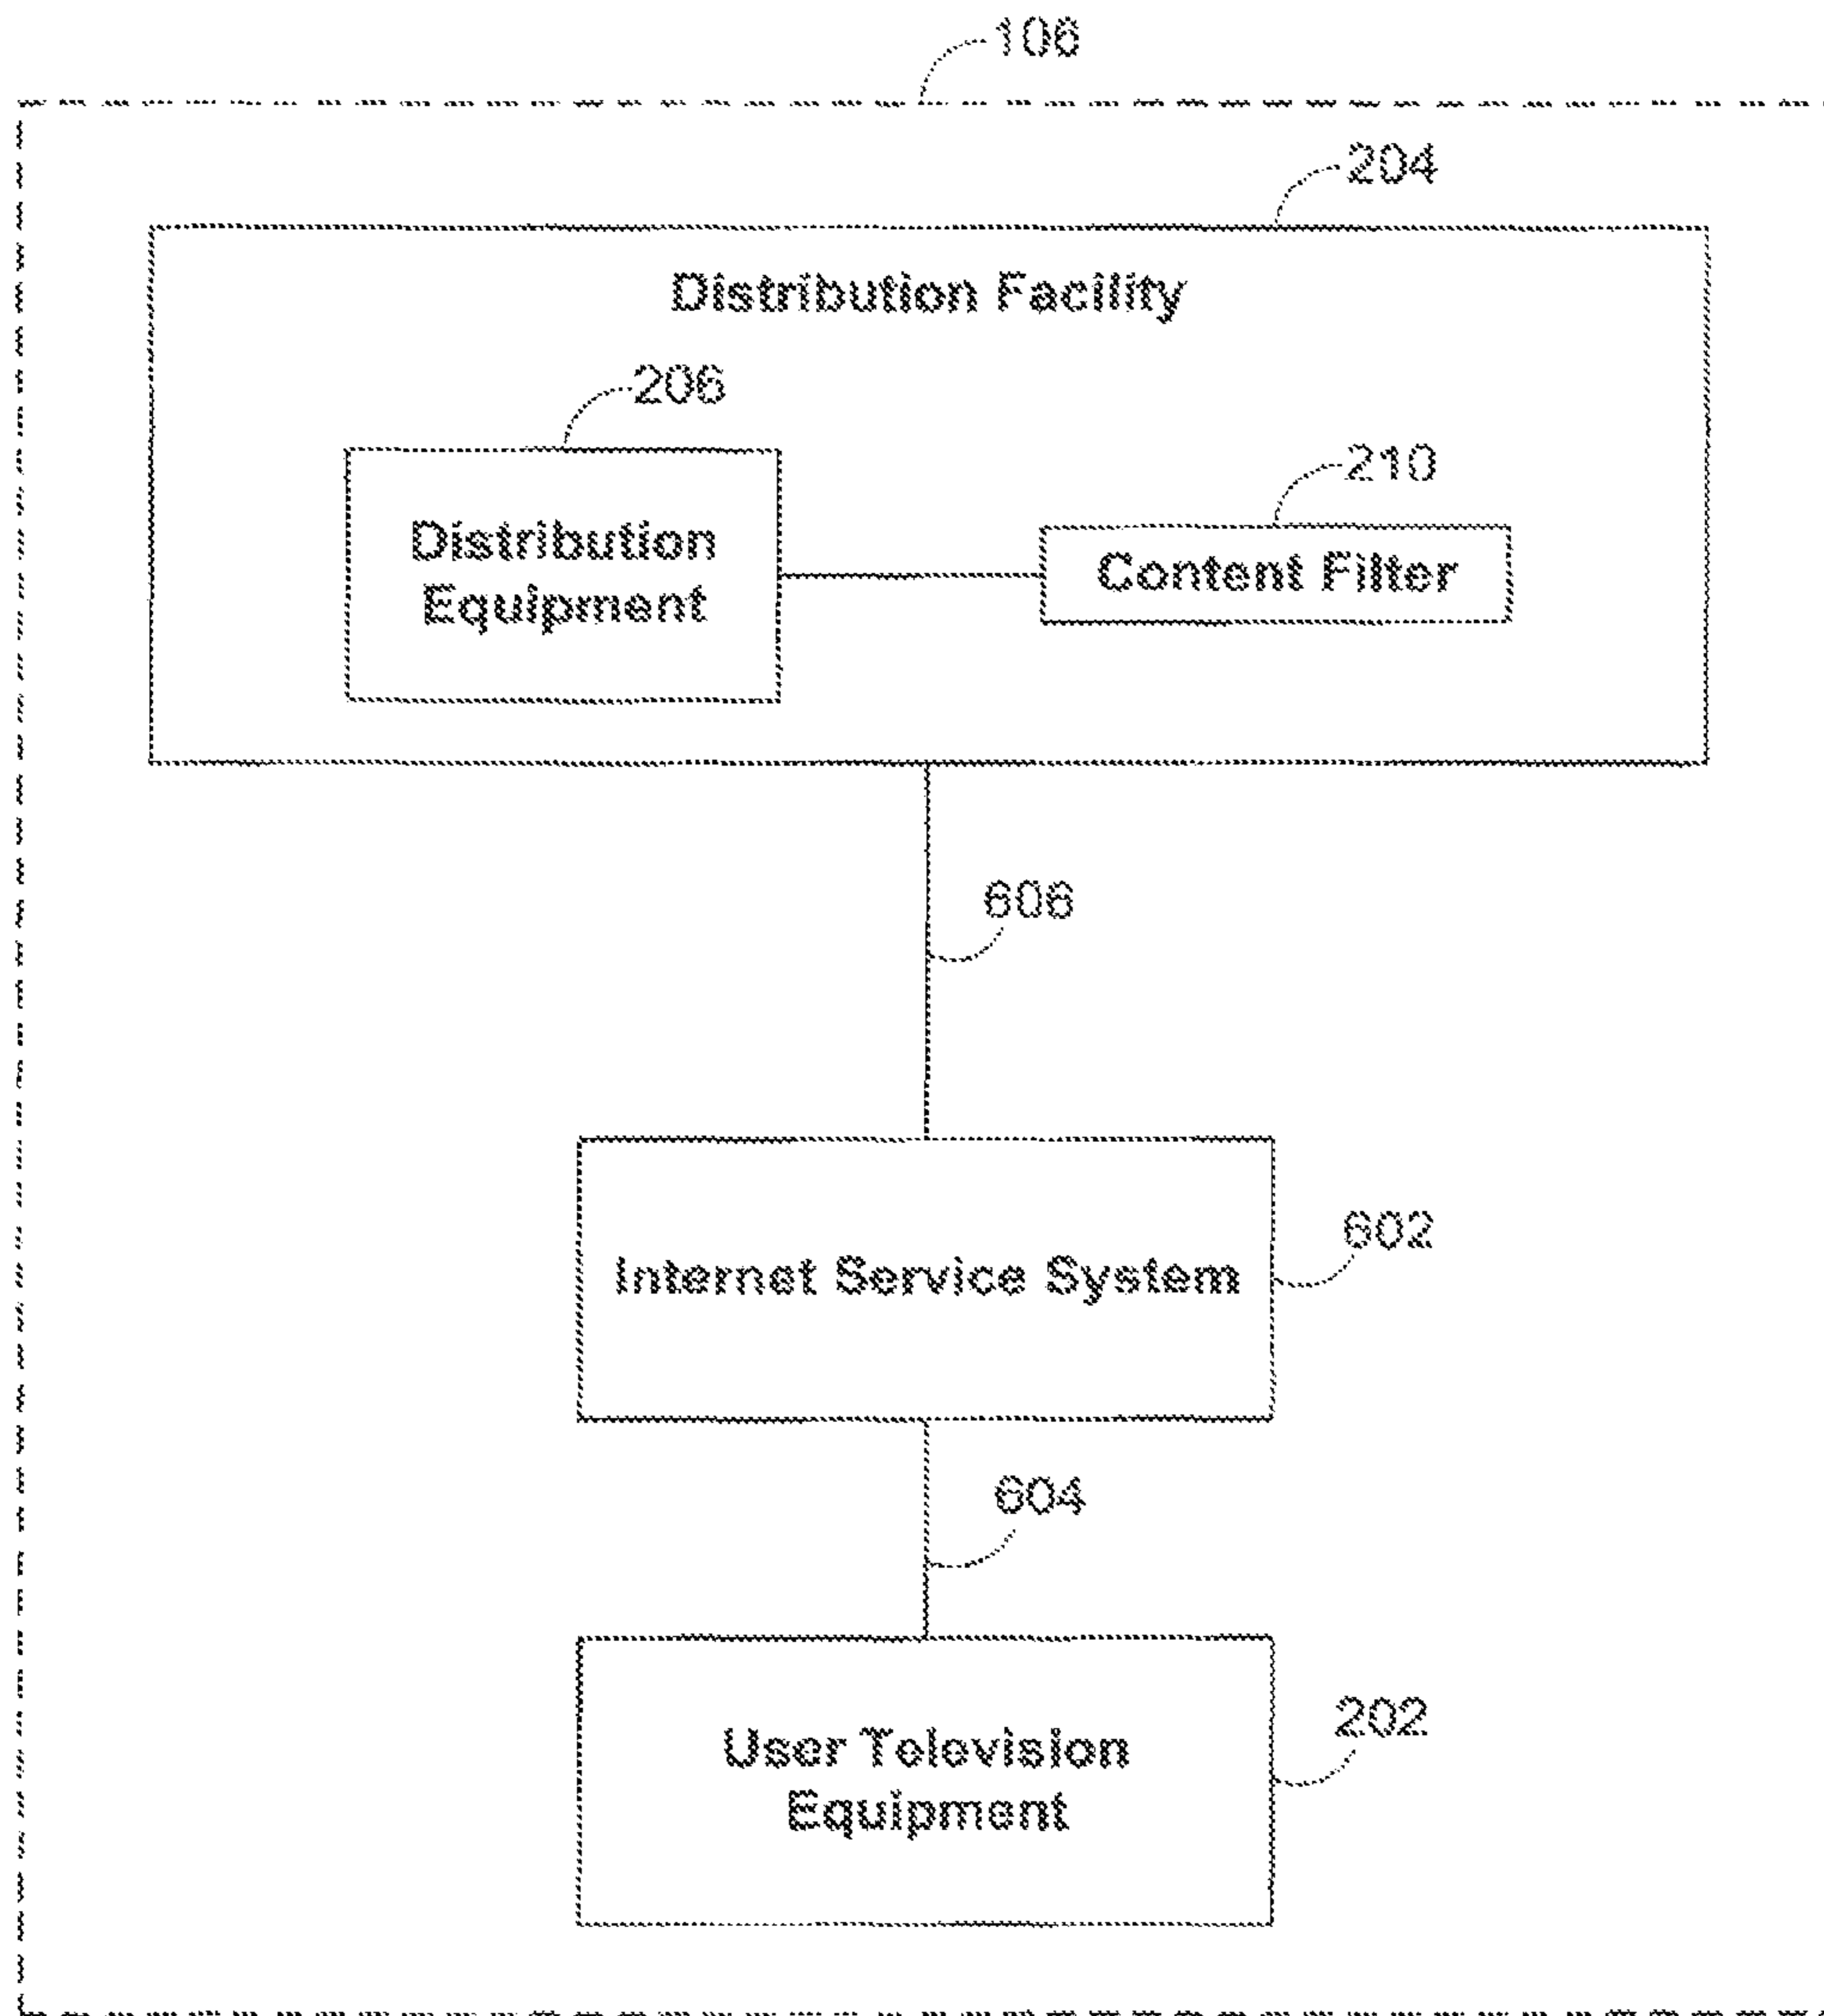 106
204
Distribution Facility
206
210
Distribution
Equipment
Content Filter
606
602
Internet Service System
604
202
User Television
Equipment